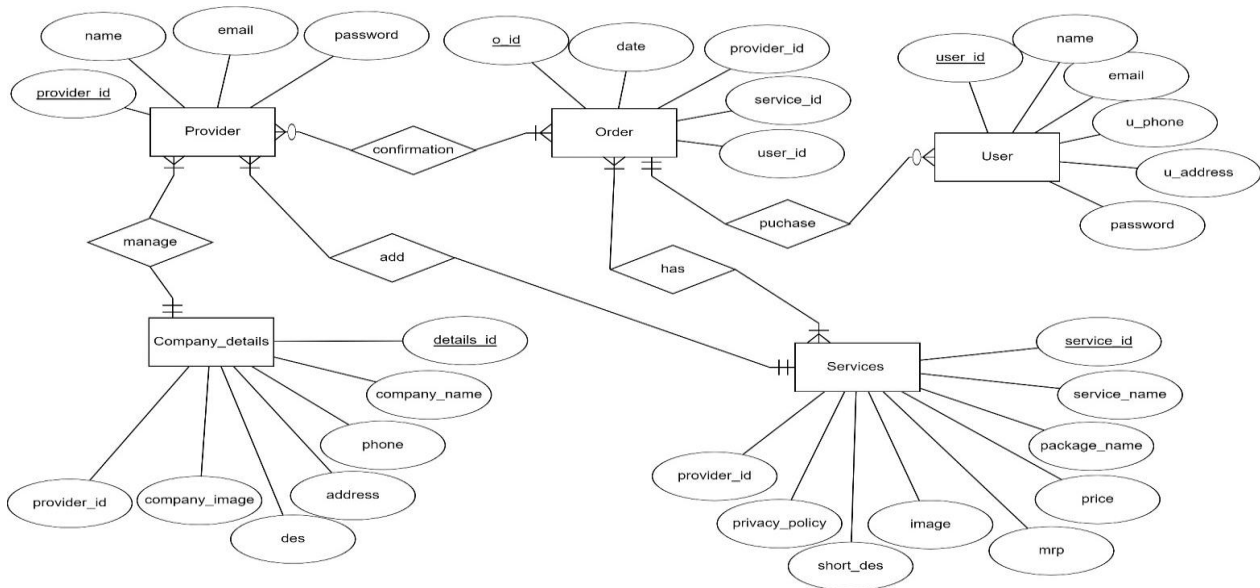 name
email
password
provider_id
Provider
o_id
date
provider_id
service_id
user_id
Order
confirmation
user_id
name
email
u_phone
u_address
password
User
puchase
manage
add
has
Company_details
details_id
company_name
phone
address
des
company_image
provider_id
Services
service_id
service_name
package_name
price
mrp
image
short_des
privacy_policy
provider_id